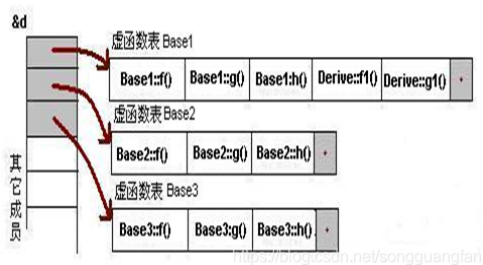 &d
虚函数表 Base1
Base1::f() Base1::g() Base1:h() Derive::f1() Derive::g1()
虚函数表 Base2
Base2::f() Base2::g() Base2::h()
其它成员
虚函数表 Base3
Base3::f() Base3:g() Base3::h()
https://blog.csdn.net/songguangfan